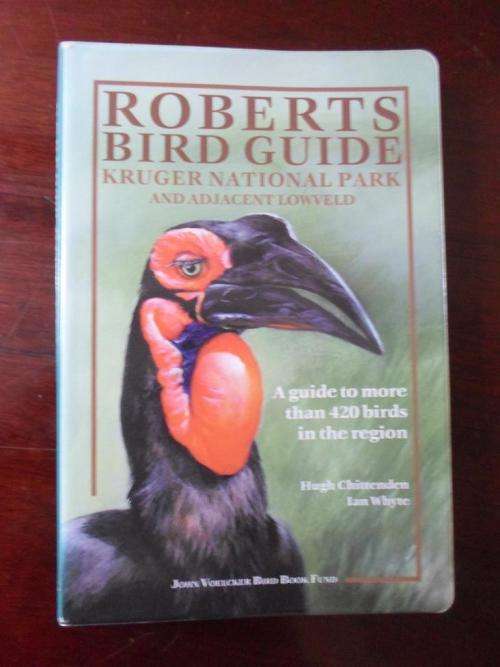 ROBERTS
BIRD GUIDE
KRUGER NATIONAL PARK
AND ADJACENT LOWVELD
A guide to more
than 420 birds
in the region
Hugh Chittenden
Ian Whyte
JOHN VOELCKER BIRD BOOK FUND